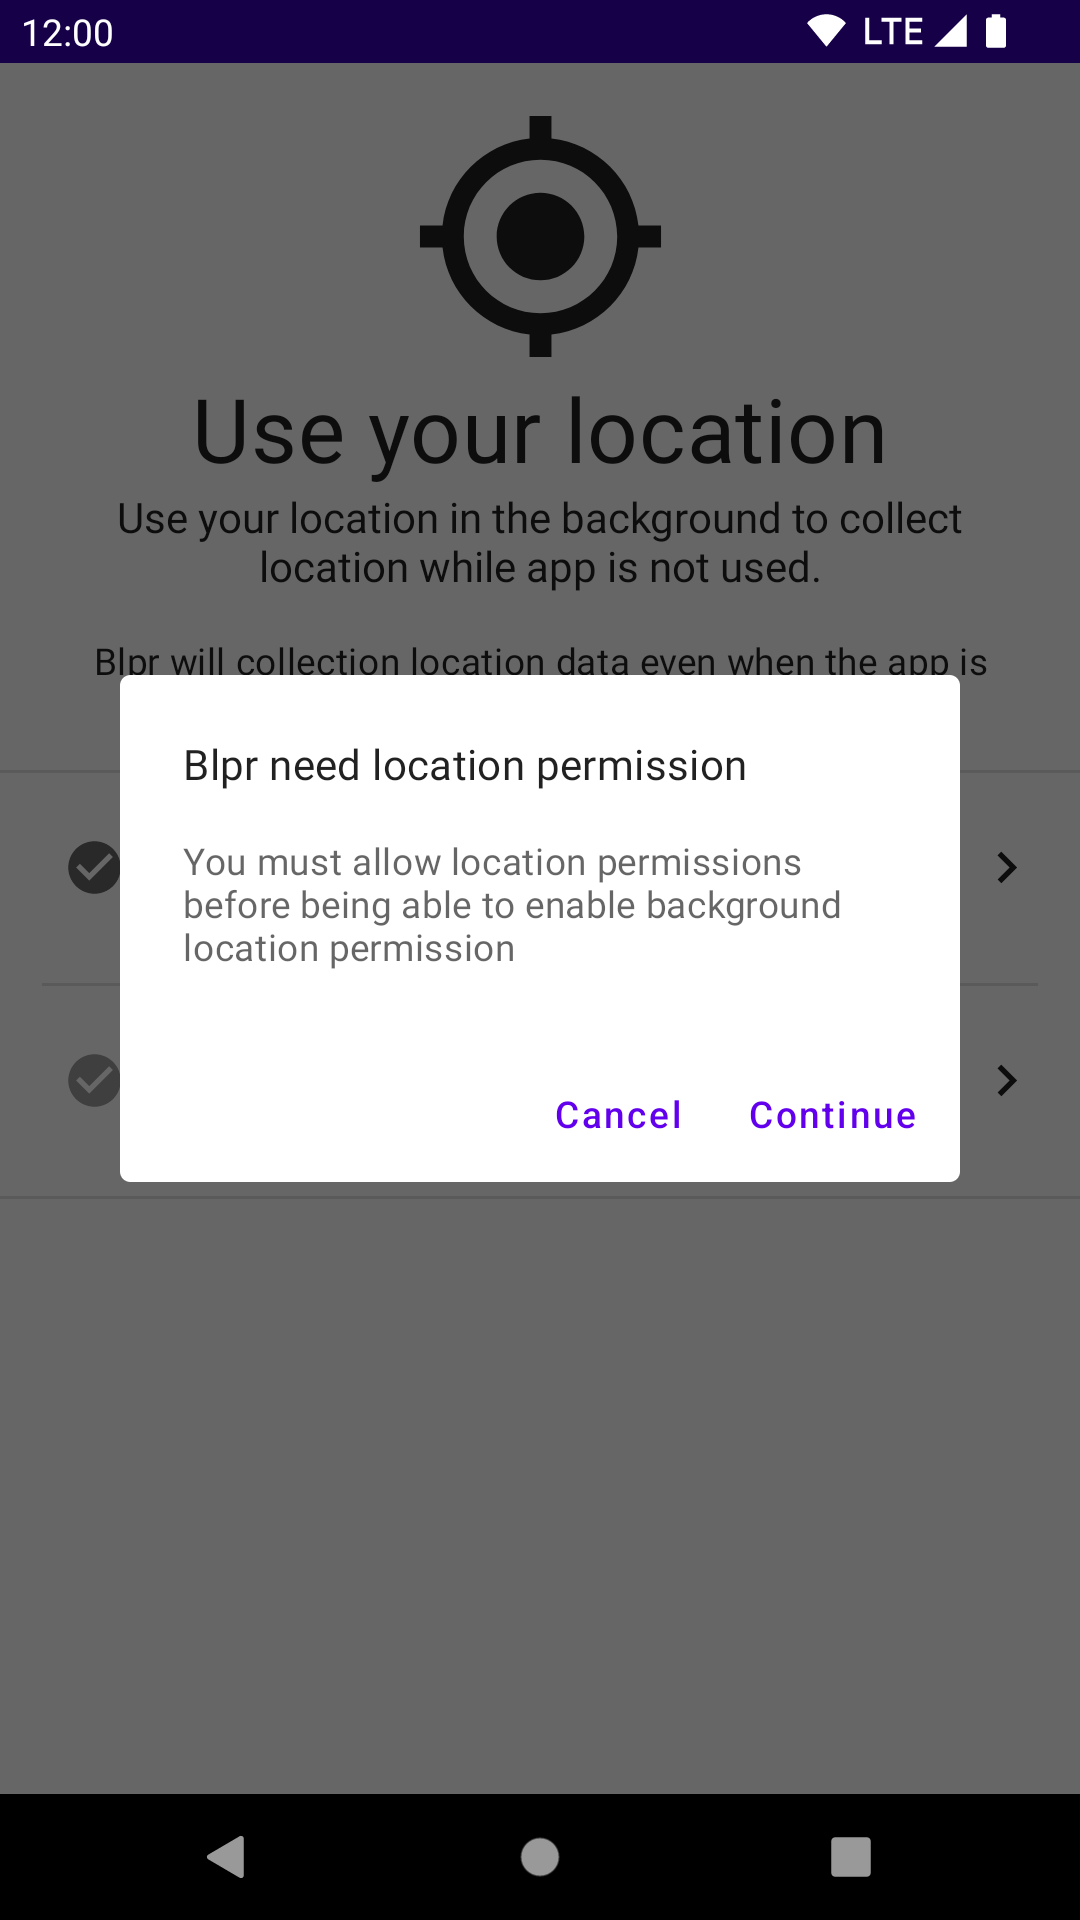 12:00 LTE
Use your location
Use your location in the background to collect
location while app is not used.
Blpr will collection location data even when the app is
Blpr need location permission
You must allow location permissions
before being able to enable background
location permission
Cancel Continue